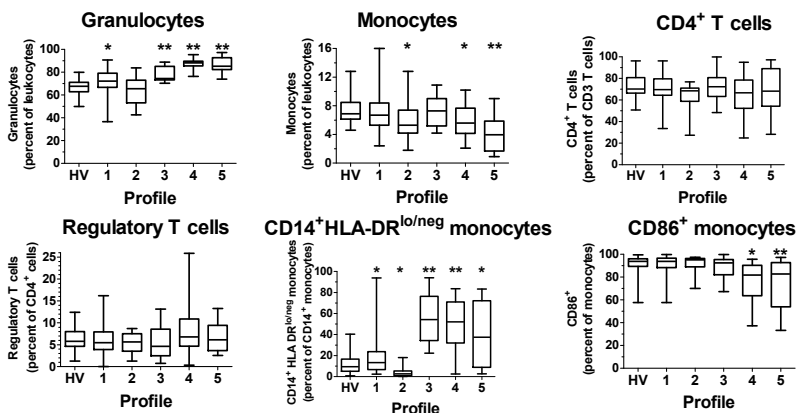 Granulocytes
Granulocytes
(percent of leukocytes)
100
80
60
40
20
0
* ** ** **
HV 1 2 3 4 5
Profile
Monocytes
Monocytes
(percent of leukocytes)
16
12
8
4
0
* * **
HV 1 2 3 4 5
Profile
CD4⁺ T cells
CD4⁺ T cells
(percent of CD3 T cells)
100
80
60
40
20
0
HV 1 2 3 4 5
Profile
Regulatory T cells
Regulatory T cells
(percent of CD4⁺ cells)
25
20
15
10
5
0
HV 1 2 3 4 5
Profile
CD14⁺HLA-DRlo/neg monocytes
CD14⁺ HLA DRlo/neg monocytes
(percent of CD14⁺ monocytes)
100
80
60
40
20
0
* * ** ** *
HV 1 2 3 4 5
Profile
CD86⁺ monocytes
CD86⁺
(percent of monocytes)
100
80
60
40
20
0
* **
HV 1 2 3 4 5
Profile